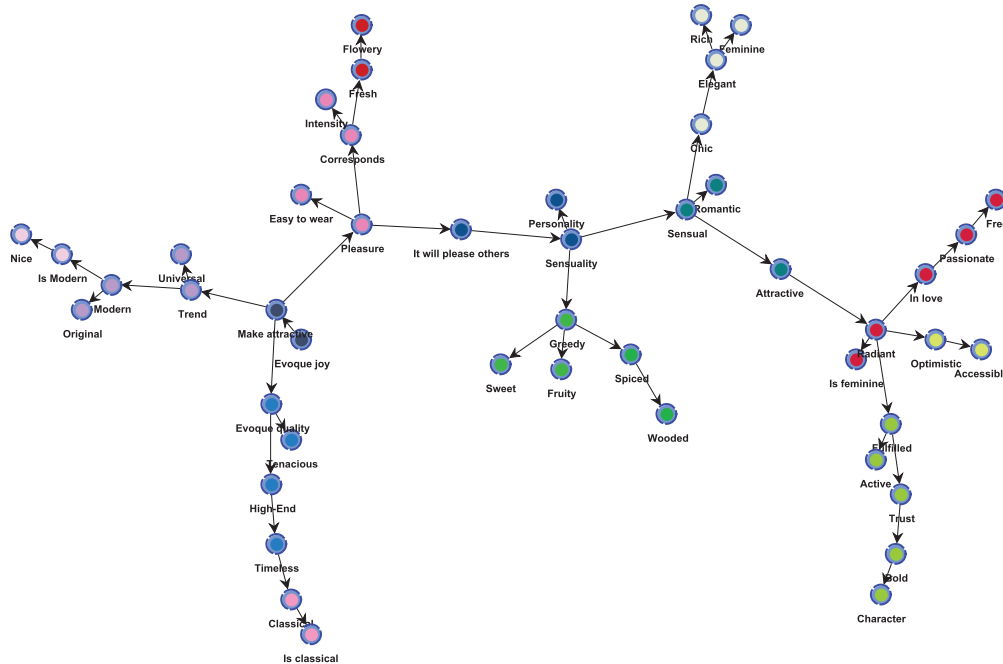 Flowery
Rich
Feminine
Elegant
Fresh
Intensity
Chic
Corresponds
Easy to wear
Personality
Romantic
Fre
Pleasure
It will please others
Sensuality
Sensual
Passionate
Nice
Is Modern
Universal
Attractive
In love
Modern
Trend
Original
Make attractive
Evoque joy
Greedy
Radiant
Sweet
Fruity
Spiced
Is feminine
Optimistic
Accessibl
Evoque quality
Wooded
Fulfilled
Tenacious
Active
High-End
Trust
Timeless
Bold
Classical
Character
Is classical